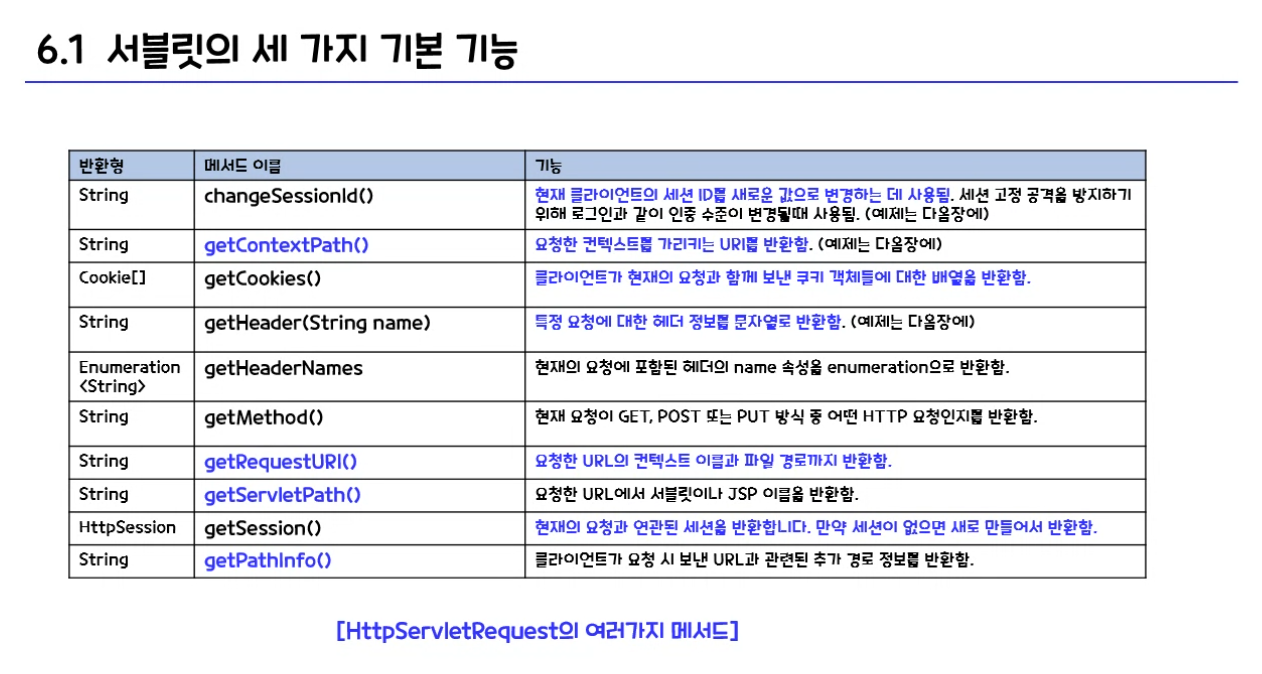 6.1 서블릿의 세 가지 기본 기능
반환형 메서드 이름 기능
String changeSessionId() 현재 클라이언트의 세션 ID를 새로운 값으로 변경하는 데 사용됨. 세션 고정 공격을 방지하기
위해 로그인과 같이 인증 수준이 변경될때 사용됨. (예제는 다음장에)
String getContextPath() 요청한 컨텍스트를 가리키는 URI를 반환함. (예제는 다음장에)
Cookie[] getCookies() 클라이언트가 현재의 요청과 함께 보낸 쿠키 객체들에 대한 배열을 반환함.
String getHeader(String name) 특정 요청에 대한 헤더 정보를 문자열로 반환함. (예제는 다음장에)
Enumeration getHeaderNames 현재의 요청에 포함된 헤더의 name 속성을 enumeration으로 반환함.
<String>
String getMethod() 현재 요청이 GET, POST 또는 PUT 방식 중 어떤 HTTP 요청인지를 반환함.
String getRequestURI() 요청한 URL의 컨텍스트 이름과 파일 경로까지 반환함.
String getServletPath() 요청한 URL에서 서블릿이나 JSP 이름을 반환함.
HttpSession getSession() 현재의 요청과 연관된 세션을 반환합니다. 만약 세션이 없으면 새로 만들어서 반환함.
String getPathInfo() 클라이언트가 요청 시 보낸 URL과 관련된 추가 경로 정보를 반환함.
[HttpServletRequest의 여러가지 메서드]